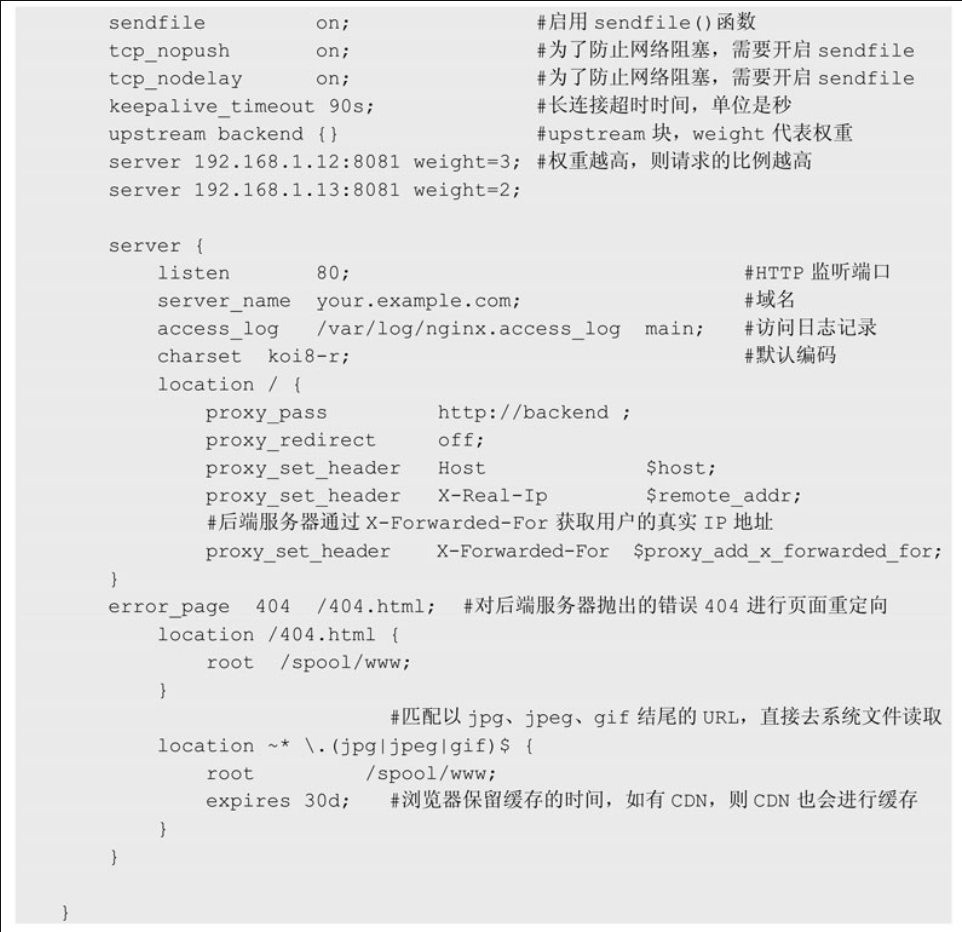 sendfile on; #启用 sendfile()函数
tcp_nopush on; #为了防止网络阻塞，需要开启 sendfile
tcp_nodelay on; #为了防止网络阻塞，需要开启 sendfile
keepalive_timeout 90s; #长连接超时时间，单位是秒
upstream backend {} #upstream 块，weight 代表权重
server 192.168.1.12:8081 weight=3; #权重越高，则请求的比例越高
server 192.168.1.13:8081 weight=2;
server {
listen 80; #HTTP 监听端口
server_name your.example.com; #域名
access_log /var/log/nginx.access_log main; #访问日志记录
charset koi8-r; #默认编码
location / {
proxy_pass http://backend ;
proxy_redirect off;
proxy_set_header Host $host;
proxy_set_header X-Real-Ip $remote_addr;
#后端服务器通过 X-Forwarded-For 获取用户的真实 IP 地址
proxy_set_header X-Forwarded-For $proxy_add_x_forwarded_for;
}
error_page 404 /404.html; #对后端服务器抛出的错误 404 进行页面重定向
location /404.html {
root /spool/www;
}
#匹配以 jpg、jpeg、gif 结尾的 URL，直接去系统文件读取
location ~* \.(jpg|jpeg|gif)$ {
root /spool/www;
expires 30d; #浏览器保留缓存的时间，如有 CDN，则 CDN 也会进行缓存
}
}
}